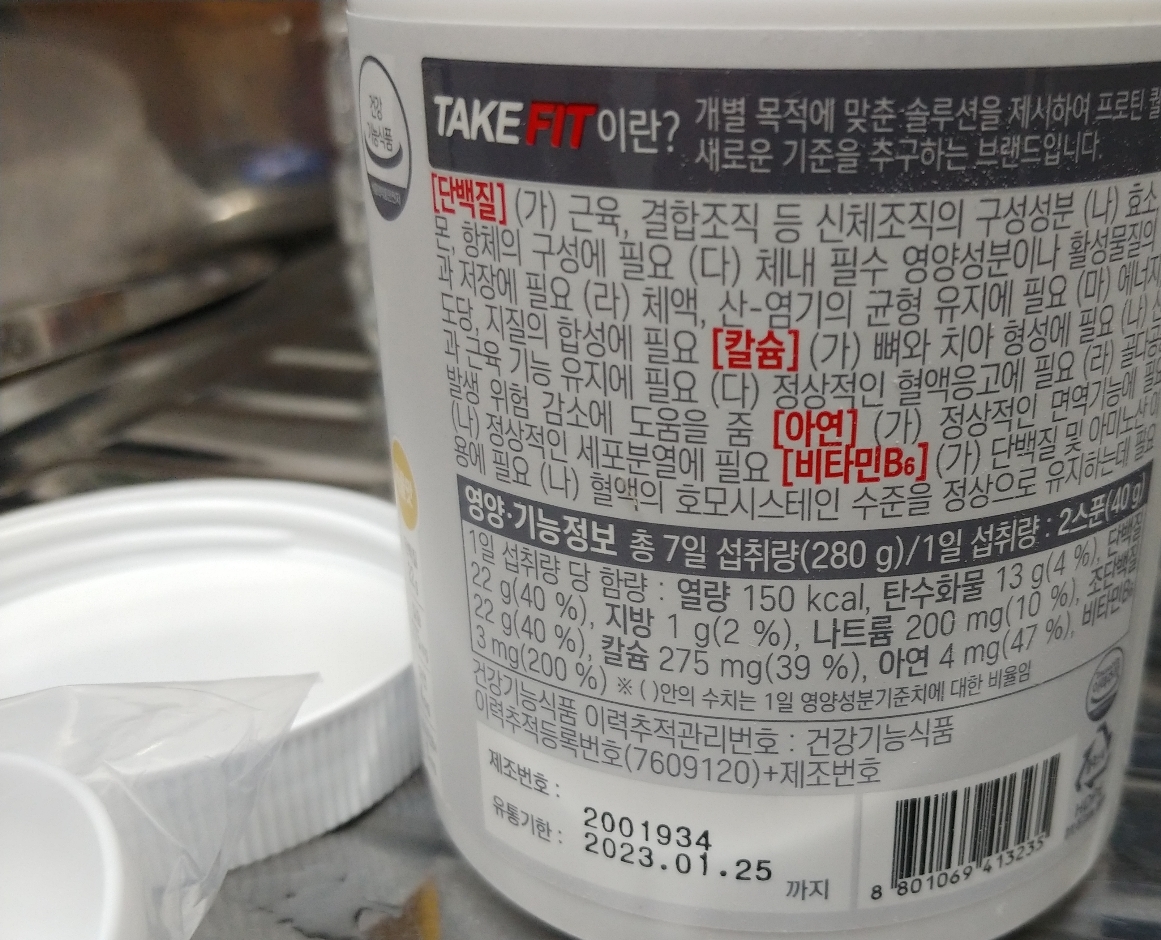 건강
기능식품
TAKE FIT이란? 개별 목적에 맞춘 솔루션을 제시하여 프로틴
새로운 기준을 추구하는 브랜드입니다.
[단백질] (가) 근육, 결합조직 등 신체조직의 구성성분 (나) 효소
몬, 항체의 구성에 필요 (다) 체내 필수 영양성분이나 활성물질의
과 저장에 필요 (라) 체액, 산-염기의 균형 유지에 필요 (마) 에너지
도당, 지질의 합성에 필요 [칼슘] (가) 뼈와 치아 형성에 필요 (나)
과 근육 기능 유지에 필요 (다) 정상적인 혈액응고에 필요 (라) 골다공
발생 위험 감소에 도움을 줌 [아연] (가) 정상적인 면역기능에 필
(나) 정상적인 세포분열에 필요 [비타민B6] (가) 단백질 및 아미노산
용에 필요 (나) 혈액의 호모시스테인 수준을 정상으로 유지하는데 필
영양·기능정보 총 7일 섭취량(280 g)/1일 섭취량 : 2스푼(40 g)
1일 섭취량 당 함량 : 열량 150 kcal, 탄수화물 13 g(4 %), 단백질
22 g(40 %), 지방 1 g(2 %), 나트륨 200 mg(10 %), 조단백질
22 g(40 %), 칼슘 275 mg(39 %), 아연 4 mg(47 %), 비타민B6
3 mg(200 %) ※ ( )안의 수치는 1일 영양성분기준치에 대한 비율임
건강기능식품 이력추적관리번호 : 건강기능식품
이력추적등록번호(7609120)+제조번호
제조번호 : 2001934
유통기한 : 2023.01.25 까지
8 801069 413235